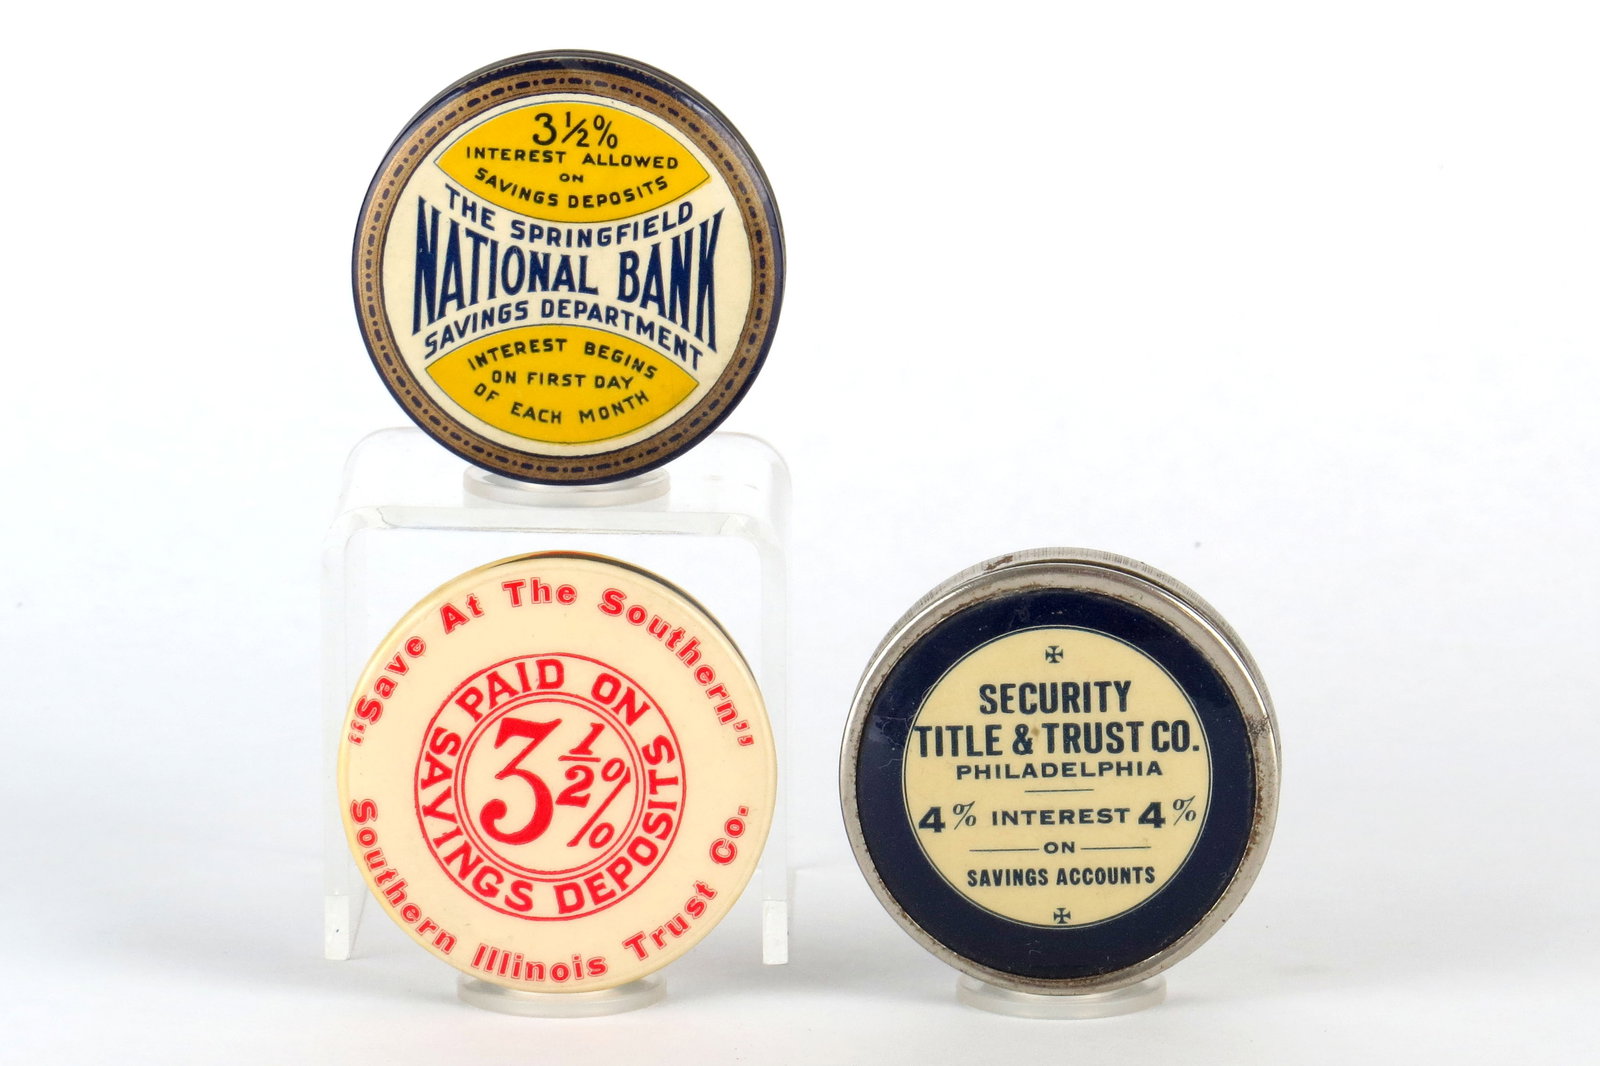 3½%
INTEREST ALLOWED
ON
SAVINGS DEPOSITS
THE SPRINGFIELD
NATIONAL BANK
SAVINGS DEPARTMENT
INTEREST BEGINS
ON FIRST DAY
OF EACH MONTH
"Save At The Southern"
PAID ON
3½%
SAVINGS DEPOSITS
Southern Illinois Trust Co.
SECURITY
TITLE & TRUST CO.
PHILADELPHIA
4% INTEREST 4%
ON
SAVINGS ACCOUNTS